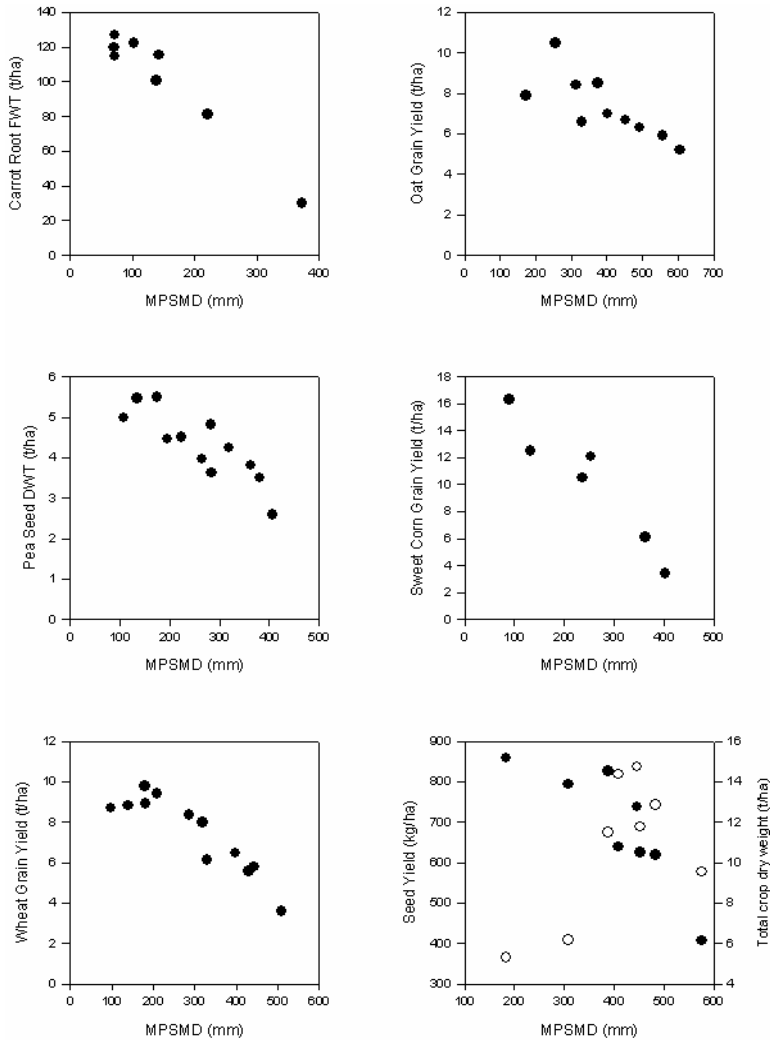 140
120
100
80
60
40
20
0
Carrot Root FWT (t/ha)
0 100 200 300 400
MPSMD (mm)
12
10
8
6
4
2
0
Oat Grain Yield (t/ha)
0 100 200 300 400 500 600 700
MPSMD (mm)
6
5
4
3
2
1
0
Pea Seed DWT (t/ha)
0 100 200 300 400 500
MPSMD (mm)
18
16
14
12
10
8
6
4
2
0
Sweet Corn Grain Yield (t/ha)
0 100 200 300 400 500
MPSMD (mm)
12
10
8
6
4
2
0
Wheat Grain Yield (t/ha)
0 100 200 300 400 500 600
MPSMD (mm)
900
800
700
600
500
400
300
Seed Yield (kg/ha)
16
14
12
10
8
6
4
Total crop dry weight (t/ha)
100 200 300 400 500 600
MPSMD (mm)